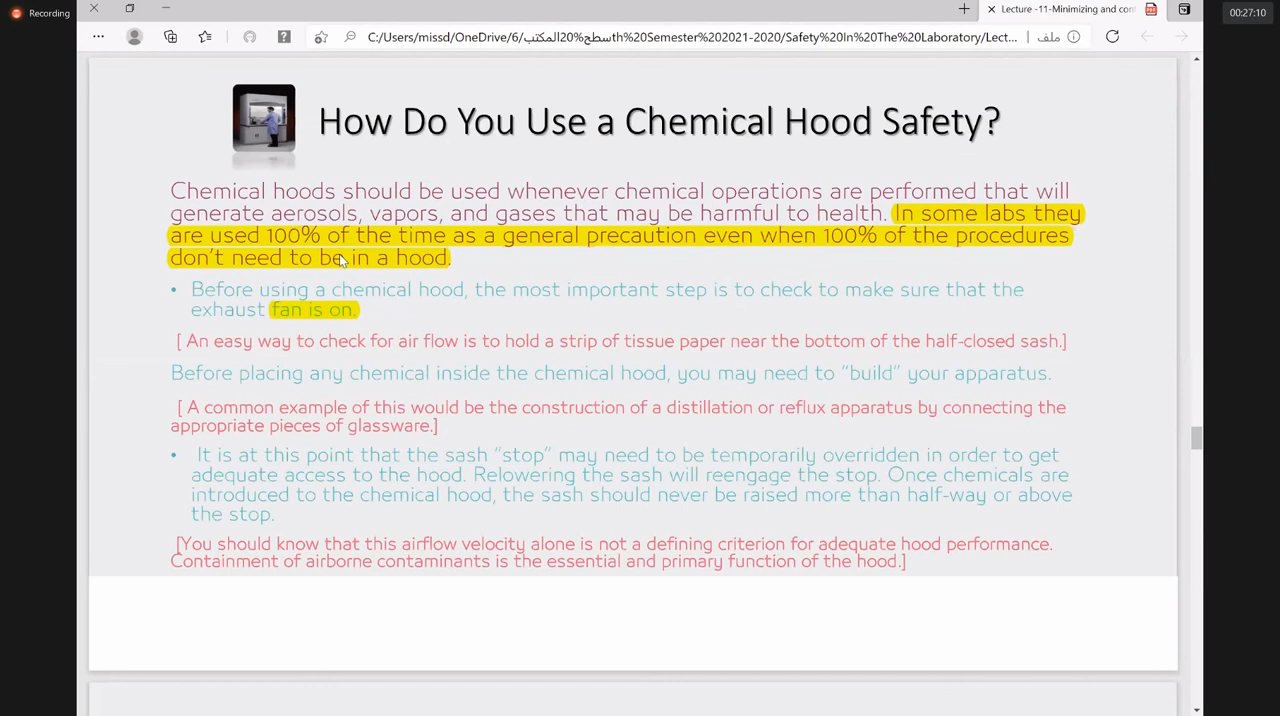 Recording
Lecture -11-Minimizing and con
00:27:10
C:/Users/missd/OneDrive/6/سطح%20المكتب/th Semester%202021-2020/Safety%20In%20The%20Laboratory/Lect...
ملف
How Do You Use a Chemical Hood Safety?
Chemical hoods should be used whenever chemical operations are performed that will
generate aerosols, vapors, and gases that may be harmful to health. In some labs they
are used 100% of the time as a general precaution even when 100% of the procedures
don't need to be in a hood.
• Before using a chemical hood, the most important step is to check to make sure that the
exhaust fan is on.
[ An easy way to check for air flow is to hold a strip of tissue paper near the bottom of the half-closed sash.]
Before placing any chemical inside the chemical hood, you may need to “build” your apparatus.
[ A common example of this would be the construction of a distillation or reflux apparatus by connecting the
appropriate pieces of glassware.]
• It is at this point that the sash “stop” may need to be temporarily overridden in order to get
adequate access to the hood. Relowering the sash will reengage the stop. Once chemicals are
introduced to the chemical hood, the sash should never be raised more than half-way or above
the stop.
[You should know that this airflow velocity alone is not a defining criterion for adequate hood performance.
Containment of airborne contaminants is the essential and primary function of the hood.]